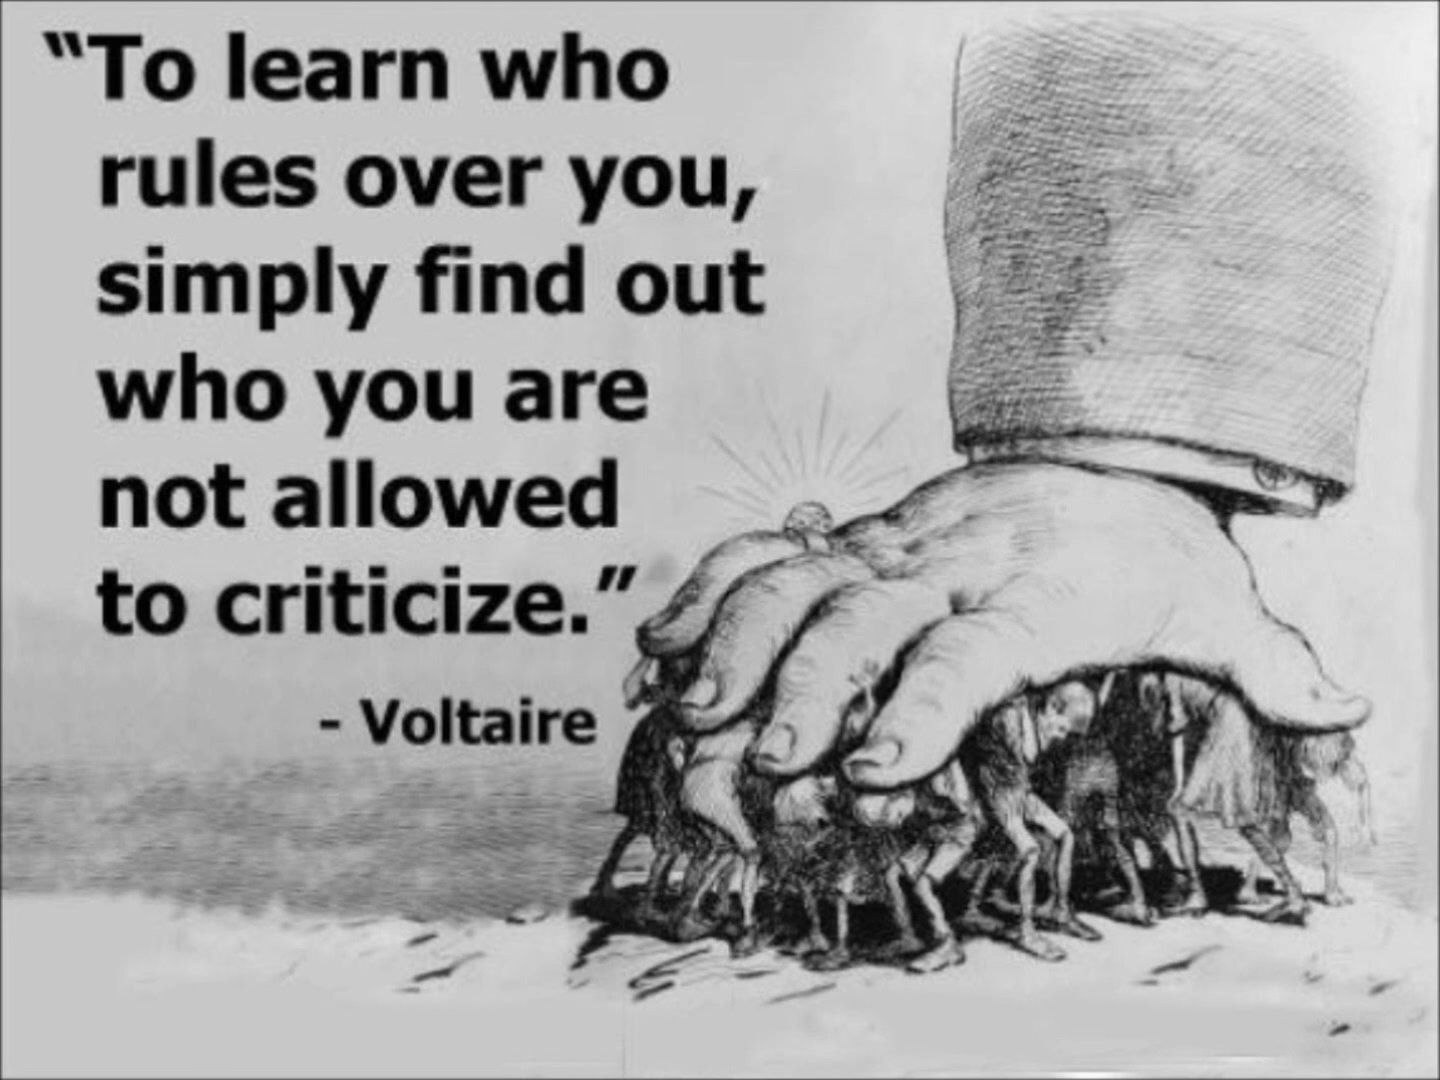 “To learn who
rules over you,
simply find out
who you are
not allowed
to criticize.”
- Voltaire